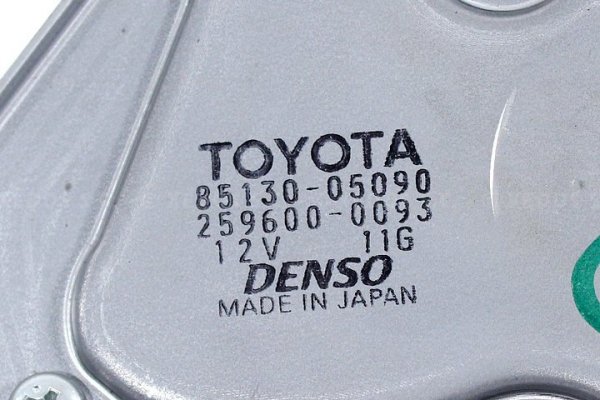 TOYOTA
85130-05090
259600-0093
12V 11G
DENSO
MADE IN JAPAN